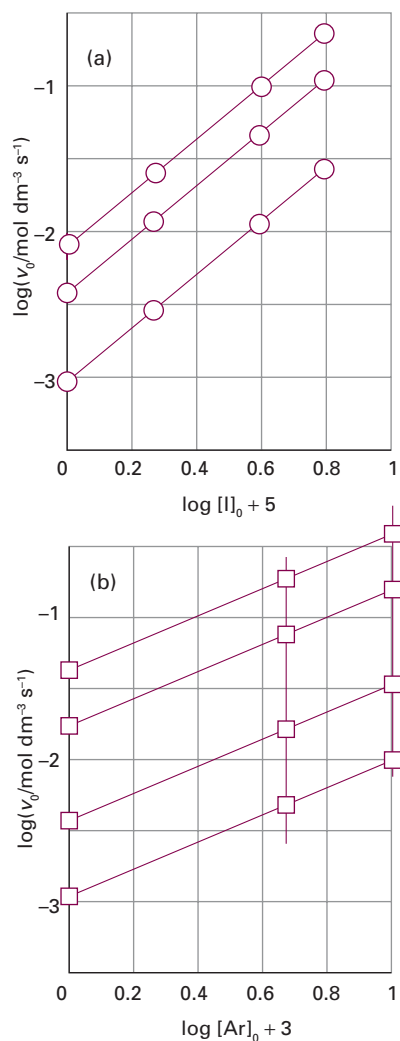 (a)
−1
−2
−3
log(v₀/mol dm⁻³ s⁻¹)
0 0.2 0.4 0.6 0.8 1
log [I]₀ + 5
(b)
−1
−2
−3
log(v₀/mol dm⁻³ s⁻¹)
0 0.2 0.4 0.6 0.8 1
log [Ar]₀ + 3